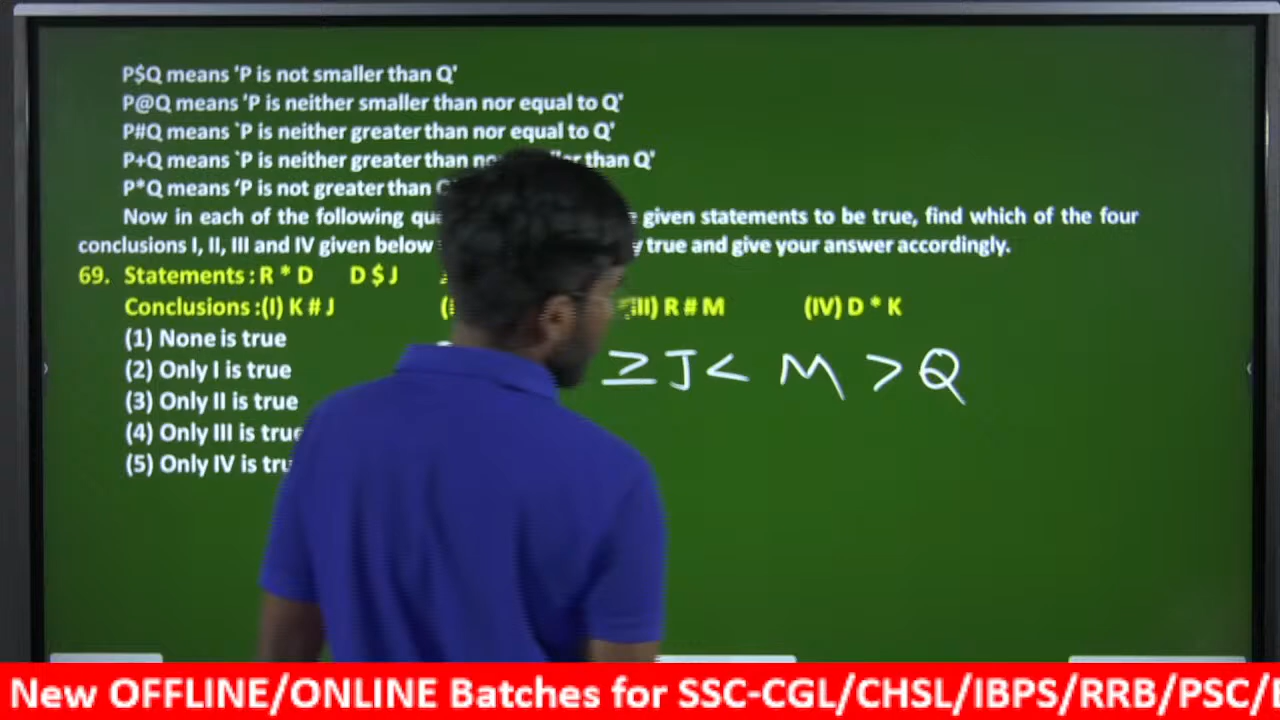 P$Q means 'P is not smaller than Q'
P@Q means 'P is neither smaller than nor equal to Q'
P#Q means `P is neither greater than nor equal to Q'
P+Q means `P is neither greater than than Q'
P*Q means ‘P is not greater than
Now in each of the following given statements to be true, find which of the four
conclusions I, II, III and IV given below true and give your answer accordingly.
69. Statements : R * D D $ J
Conclusions :(I) K # J III) R # M (IV) D * K
(1) None is true
(2) Only I is true
(3) Only II is true
(4) Only III is true
(5) Only IV is
≥ J < M > Q
New OFFLINE/ONLINE Batches for SSC-CGL/CHSL/IBPS/RRB/PSC/